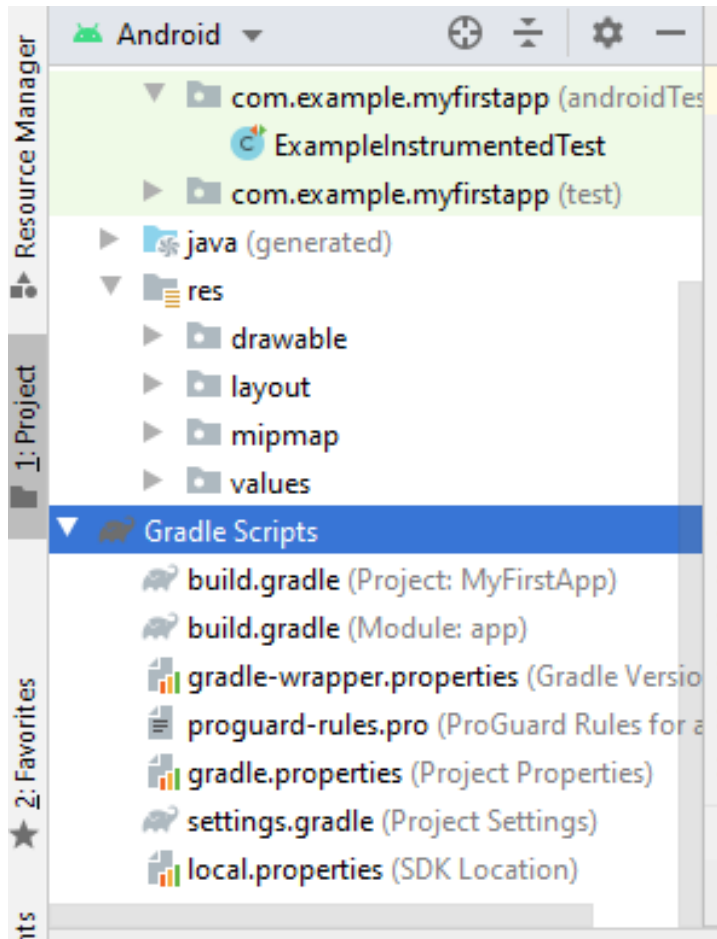 Android
com.example.myfirstapp (androidTes
ExampleInstrumentedTest
com.example.myfirstapp (test)
java (generated)
res
drawable
layout
mipmap
values
Gradle Scripts
build.gradle (Project: MyFirstApp)
build.gradle (Module: app)
gradle-wrapper.properties (Gradle Versio
proguard-rules.pro (ProGuard Rules for a
gradle.properties (Project Properties)
settings.gradle (Project Settings)
local.properties (SDK Location)
Resource Manager
1: Project
2: Favorites
nts